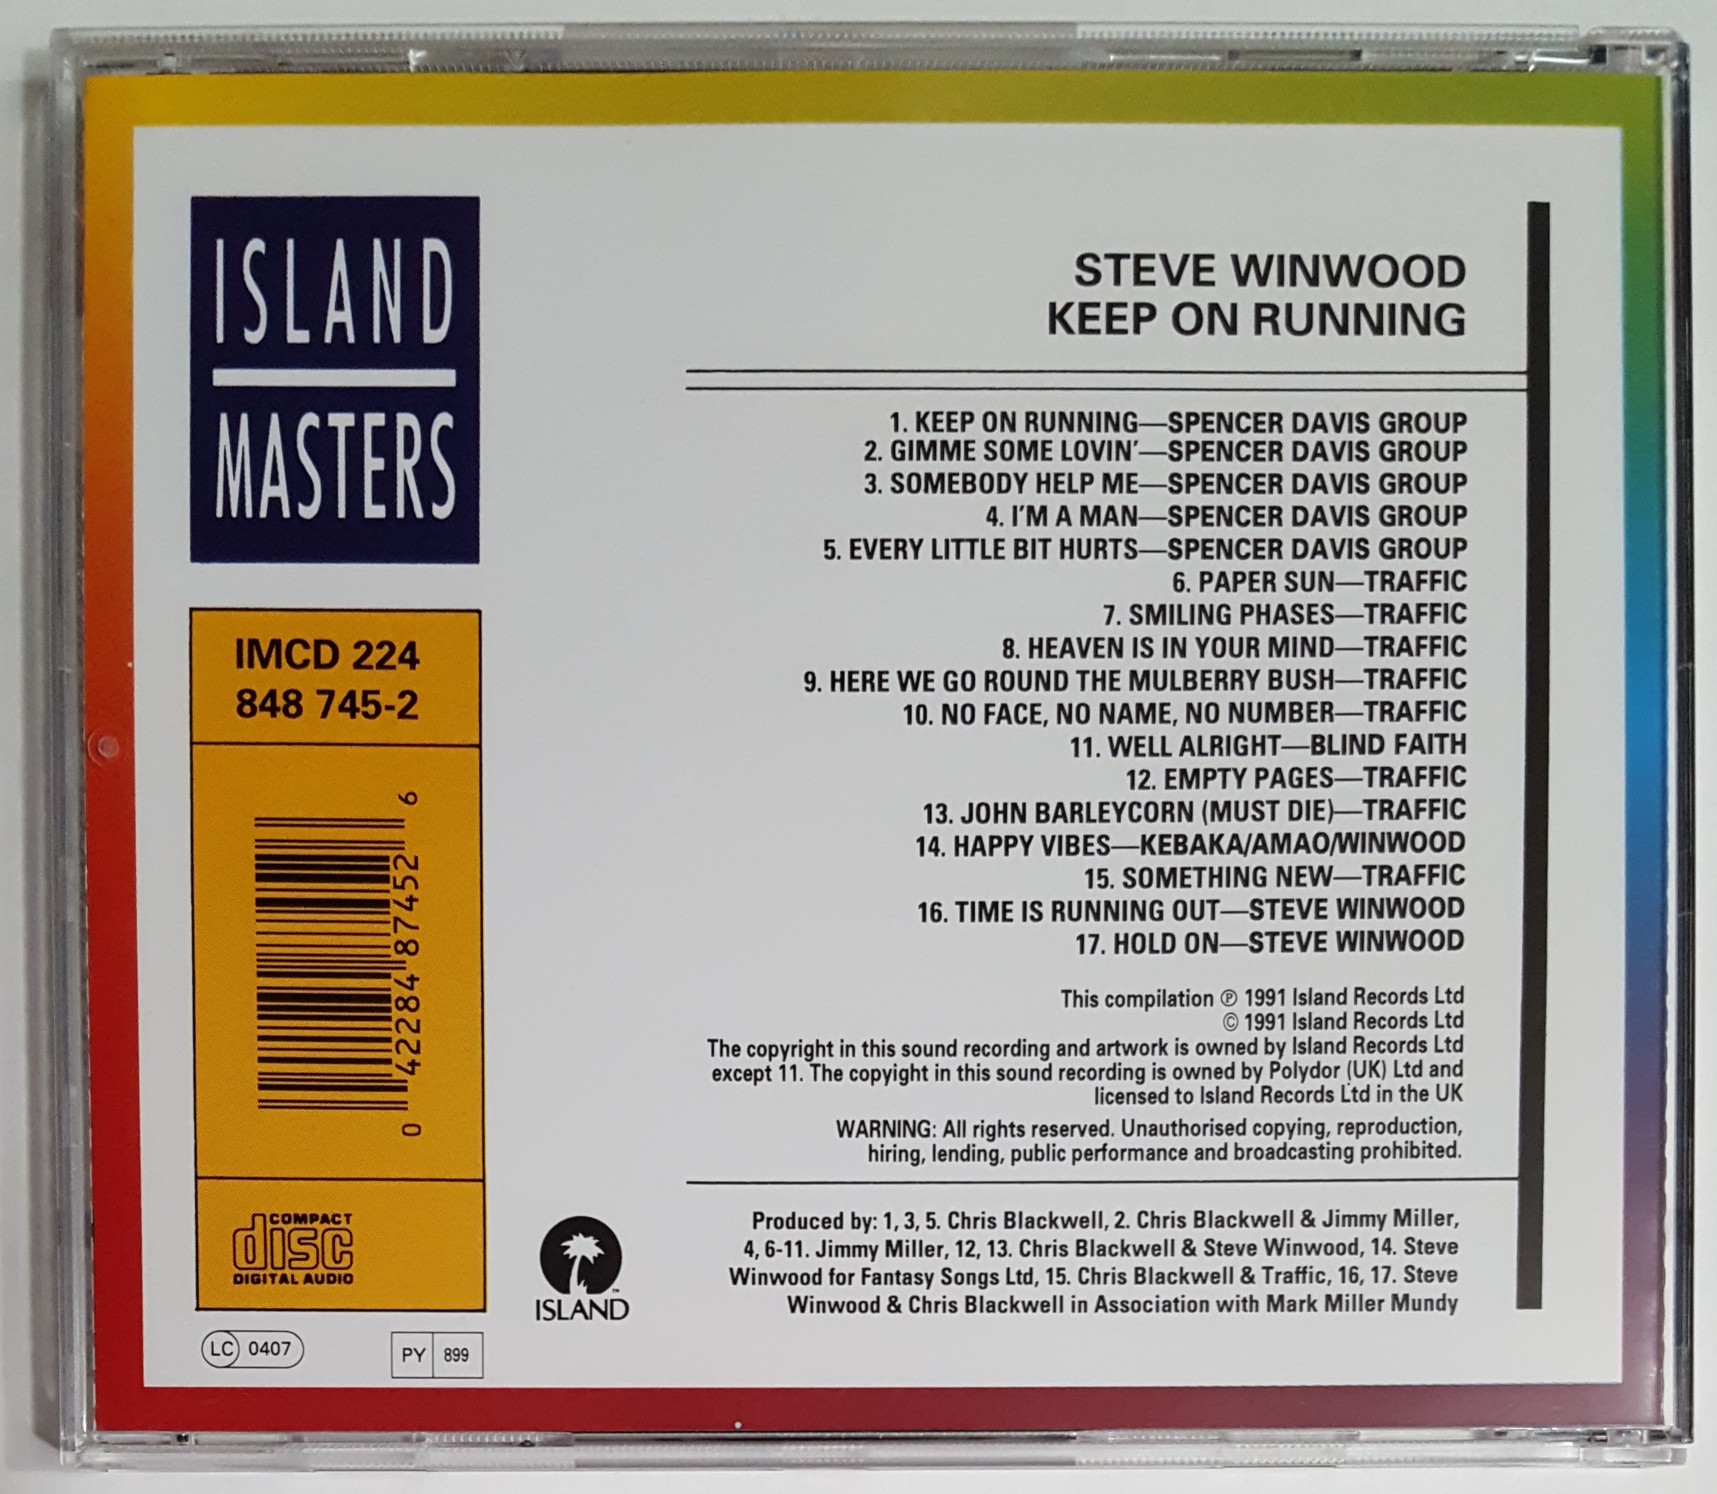 ISLAND
MASTERS
IMCD 224
848 745-2
0 42284 87452 6
COMPACT
disc
DIGITAL AUDIO
LC 0407
PY 899
ISLAND
STEVE WINWOOD
KEEP ON RUNNING
1. KEEP ON RUNNING—SPENCER DAVIS GROUP
2. GIMME SOME LOVIN'—SPENCER DAVIS GROUP
3. SOMEBODY HELP ME—SPENCER DAVIS GROUP
4. I'M A MAN—SPENCER DAVIS GROUP
5. EVERY LITTLE BIT HURTS—SPENCER DAVIS GROUP
6. PAPER SUN—TRAFFIC
7. SMILING PHASES—TRAFFIC
8. HEAVEN IS IN YOUR MIND—TRAFFIC
9. HERE WE GO ROUND THE MULBERRY BUSH—TRAFFIC
10. NO FACE, NO NAME, NO NUMBER—TRAFFIC
11. WELL ALRIGHT—BLIND FAITH
12. EMPTY PAGES—TRAFFIC
13. JOHN BARLEYCORN (MUST DIE)—TRAFFIC
14. HAPPY VIBES—KEBAKA/AMAO/WINWOOD
15. SOMETHING NEW—TRAFFIC
16. TIME IS RUNNING OUT—STEVE WINWOOD
17. HOLD ON—STEVE WINWOOD
This compilation ℗ 1991 Island Records Ltd
© 1991 Island Records Ltd
The copyright in this sound recording and artwork is owned by Island Records Ltd
except 11. The copyight in this sound recording is owned by Polydor (UK) Ltd and
licensed to Island Records Ltd in the UK
WARNING: All rights reserved. Unauthorised copying, reproduction,
hiring, lending, public performance and broadcasting prohibited.
Produced by: 1, 3, 5. Chris Blackwell, 2. Chris Blackwell & Jimmy Miller,
4, 6-11. Jimmy Miller, 12, 13. Chris Blackwell & Steve Winwood, 14. Steve
Winwood for Fantasy Songs Ltd, 15. Chris Blackwell & Traffic, 16, 17. Steve
Winwood & Chris Blackwell in Association with Mark Miller Mundy